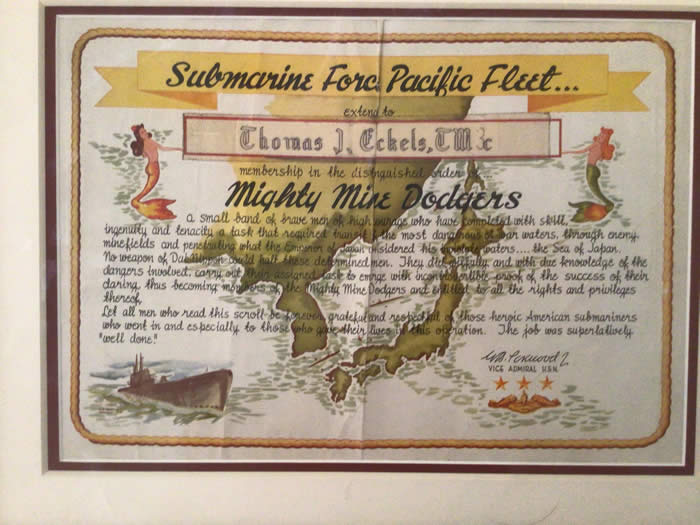 Submarine Force Pacific Fleet...
extend to
Thomas J. Eckels, TM3c
membership in the distinguished order of
Mighty Mine Dodgers
a small band of brave men of high courage who have completed with skill,
ingenuity and tenacity a task that required transit of the most dangerous of war waters, through enemy
minefields and penetrating what the Emperor of Japan considered his private waters.... the Sea of Japan.
No weapon of Dai Nippon could halt these determined men. They did skilfully and with due knowledge of the
dangers involved, carry out their assigned task to emerge with incontrovertible proof of the success of their
daring, thus becoming members of the Mighty Mine Dodgers and entitled to all the rights and privileges
thereof.
Let all men who read this scroll be forever grateful and respectful of those heroic American submariners
who went in and especially to those who gave their lives in this operation. The job was superlatively
"well done."
VICE ADMIRAL U.S.N.